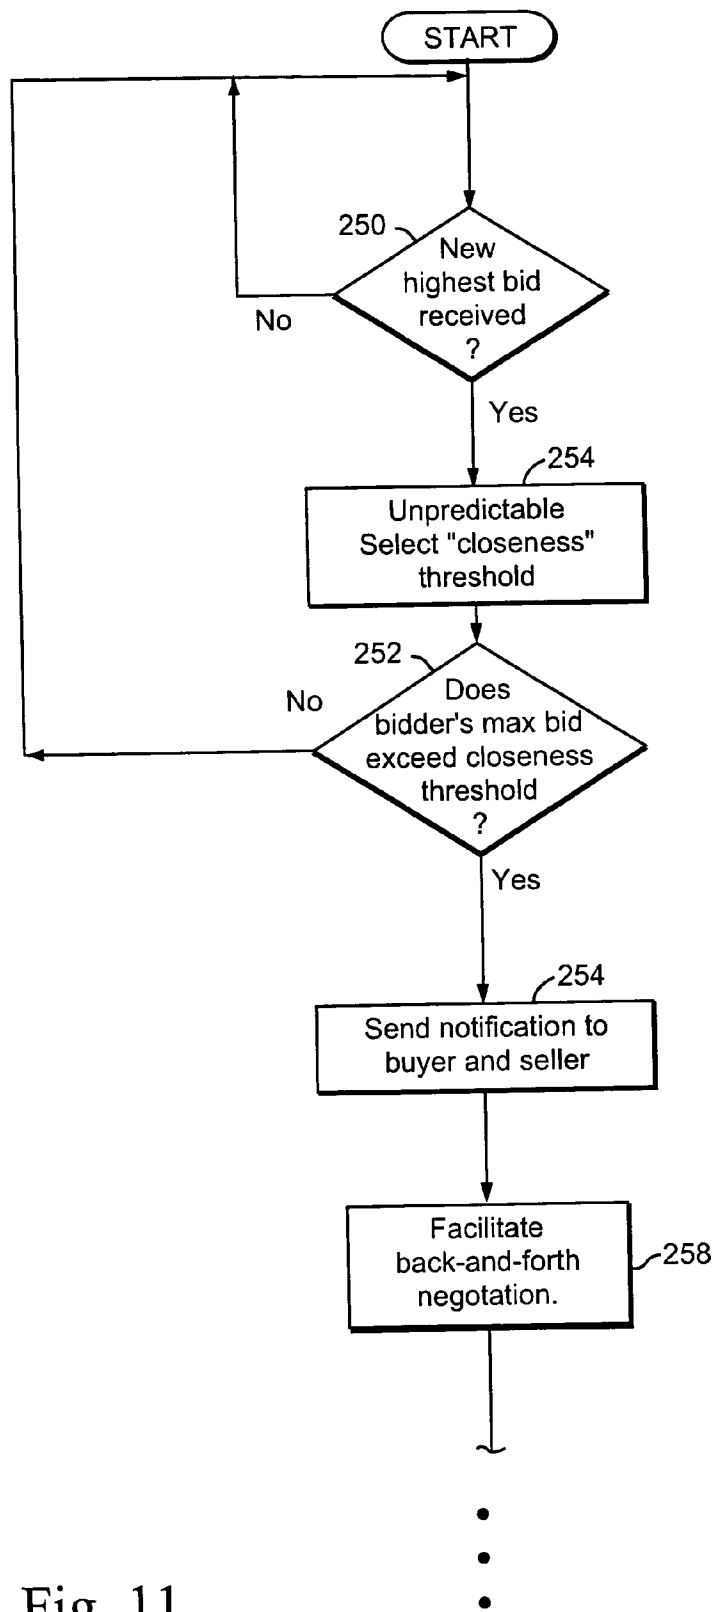 START
250
New
highest bid
received
?
No
Yes
254
Unpredictable
Select "closeness"
threshold
252
Does
bidder's max bid
exceed closeness
threshold
?
No
Yes
254
Send notification to
buyer and seller
Facilitate
back-and-forth
negotation.
258
Fig. 11